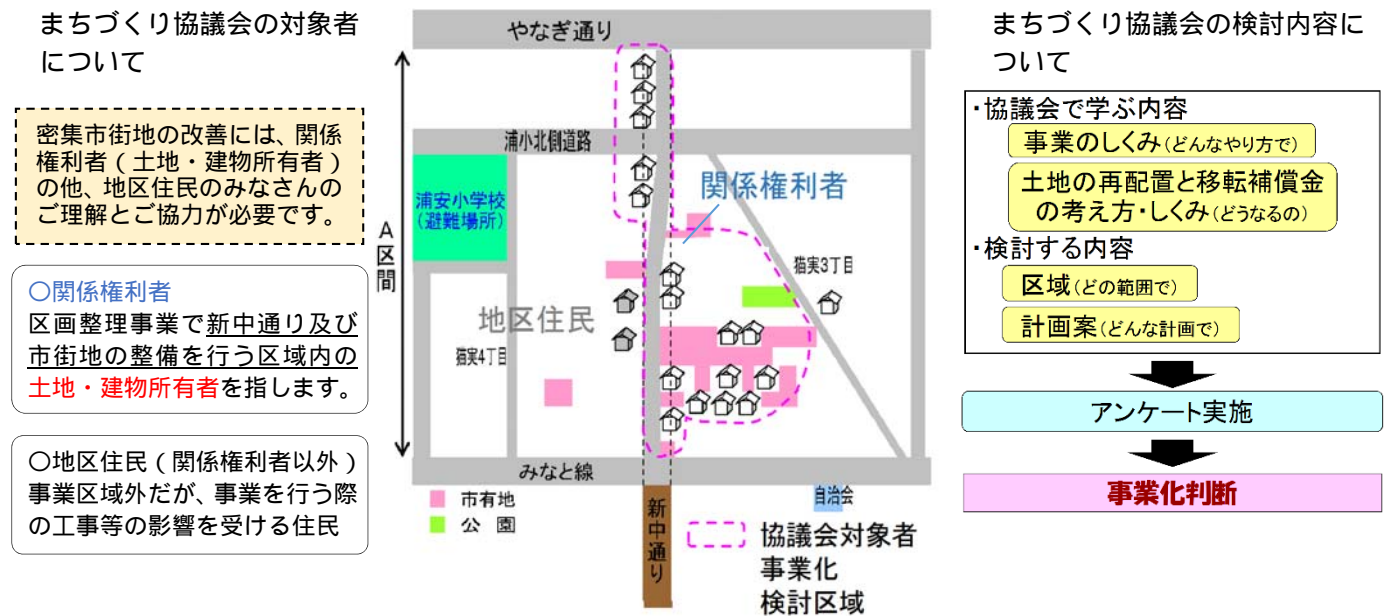 まちづくり協議会の対象者
について
密集市街地の改善には、関係
権利者(土地・建物所有者)
の他、地区住民のみなさんの
ご理解とご協力が必要です。
〇関係権利者
区画整理事業で新中通り及び
市街地の整備を行う区域内の
土地・建物所有者を指します。
〇地区住民(関係権利者以外)
事業区域外だが、事業を行う際
の工事等の影響を受ける住民
やなぎ通り
浦小北側道路
浦安小学校
(避難場所)
A区間
関係権利者
猫実3丁目
地区住民
猫実4丁目
みなと線
市有地
公 園
新中通り
自治会
協議会対象者
事業化
検討区域
まちづくり協議会の検討内容に
ついて
・協議会で学ぶ内容
事業のしくみ(どんなやり方で)
土地の再配置と移転補償金
の考え方・しくみ(どうなるの)
・検討する内容
区域(どの範囲で)
計画案(どんな計画で)
アンケート実施
事業化判断